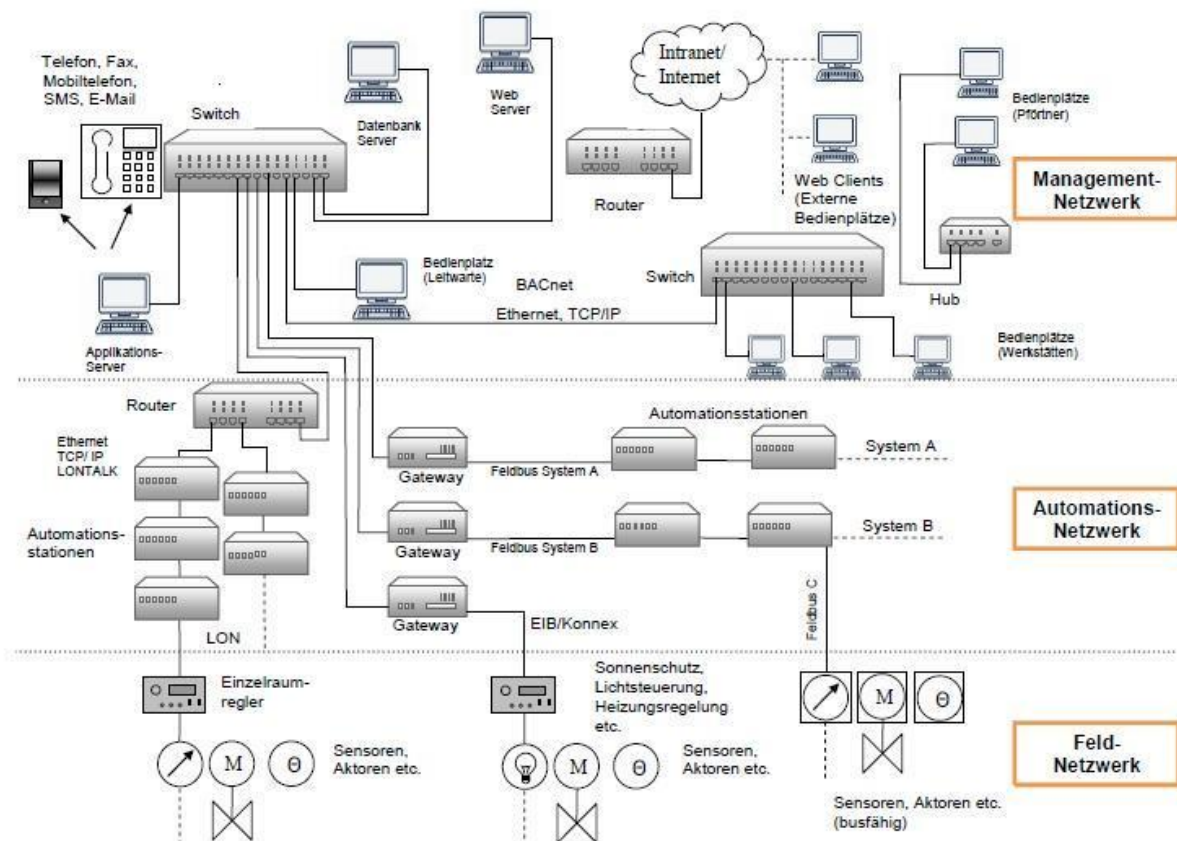 Telefon, Fax,
Mobiltelefon,
SMS, E-Mail
Switch
Datenbank
Server
Web
Server
Intranet/
Internet
Router
Web Clients
(Externe
Bedienplätze)
Bedienplätze
(Pförtner)
Management-
Netzwerk
Switch
Hub
Bedienplatz
(Leitwarte)
BACnet
Ethernet, TCP/IP
Applikations-
Server
Bedienplätze
(Werkstätten)
Router
Ethernet
TCP/ IP
LONTALK
Automationsstationen
Gateway
Feldbus System A
System A
Automations-
stationen
Gateway
Feldbus System B
System B
Automations-
Netzwerk
Gateway
EIB/Konnex
Feldbus C
LON
Einzelraum-
regler
Sonnenschutz,
Lichtsteuerung,
Heizungsregelung
etc.
M
Θ
Sensoren,
Aktoren etc.
M
Θ
Sensoren,
Aktoren etc.
M
Θ
Sensoren, Aktoren etc.
(busfähig)
Feld-
Netzwerk